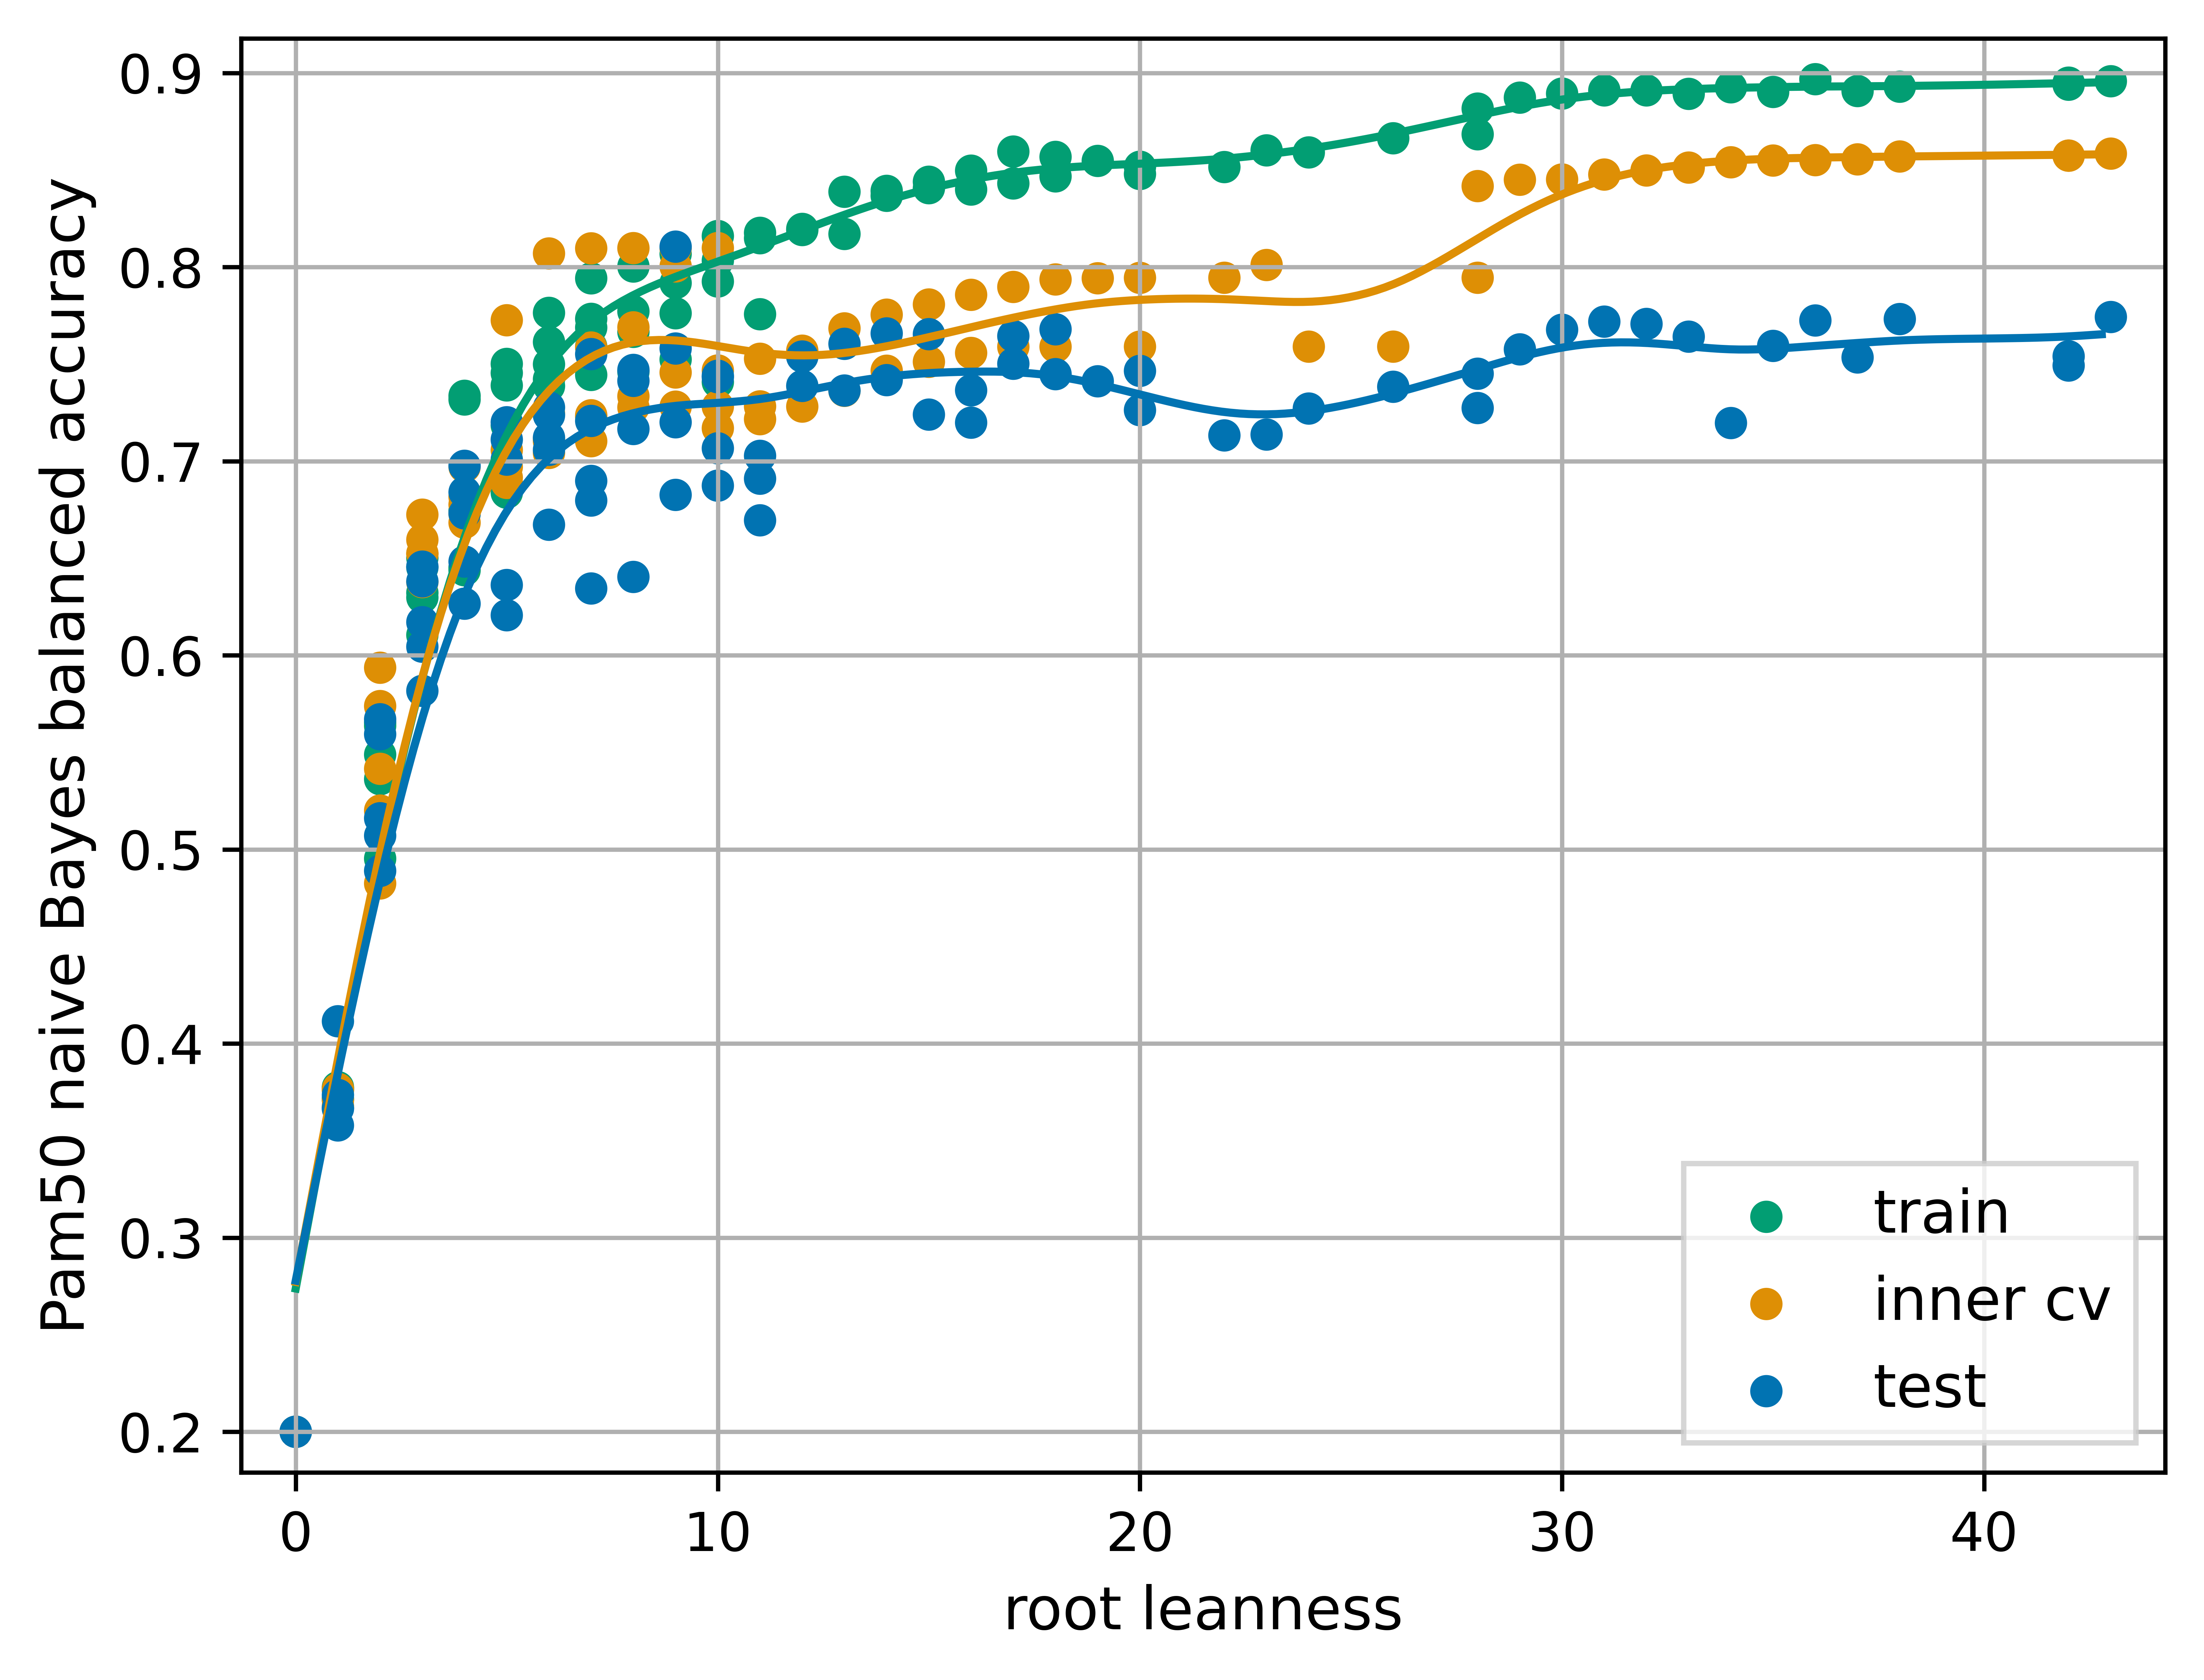 Pam50 naive Bayes balanced accuracy
0.9
0.8
0.7
0.6
0.5
0.4
0.3
0.2
0 10 20 30 40
root leanness
train
inner cv
test